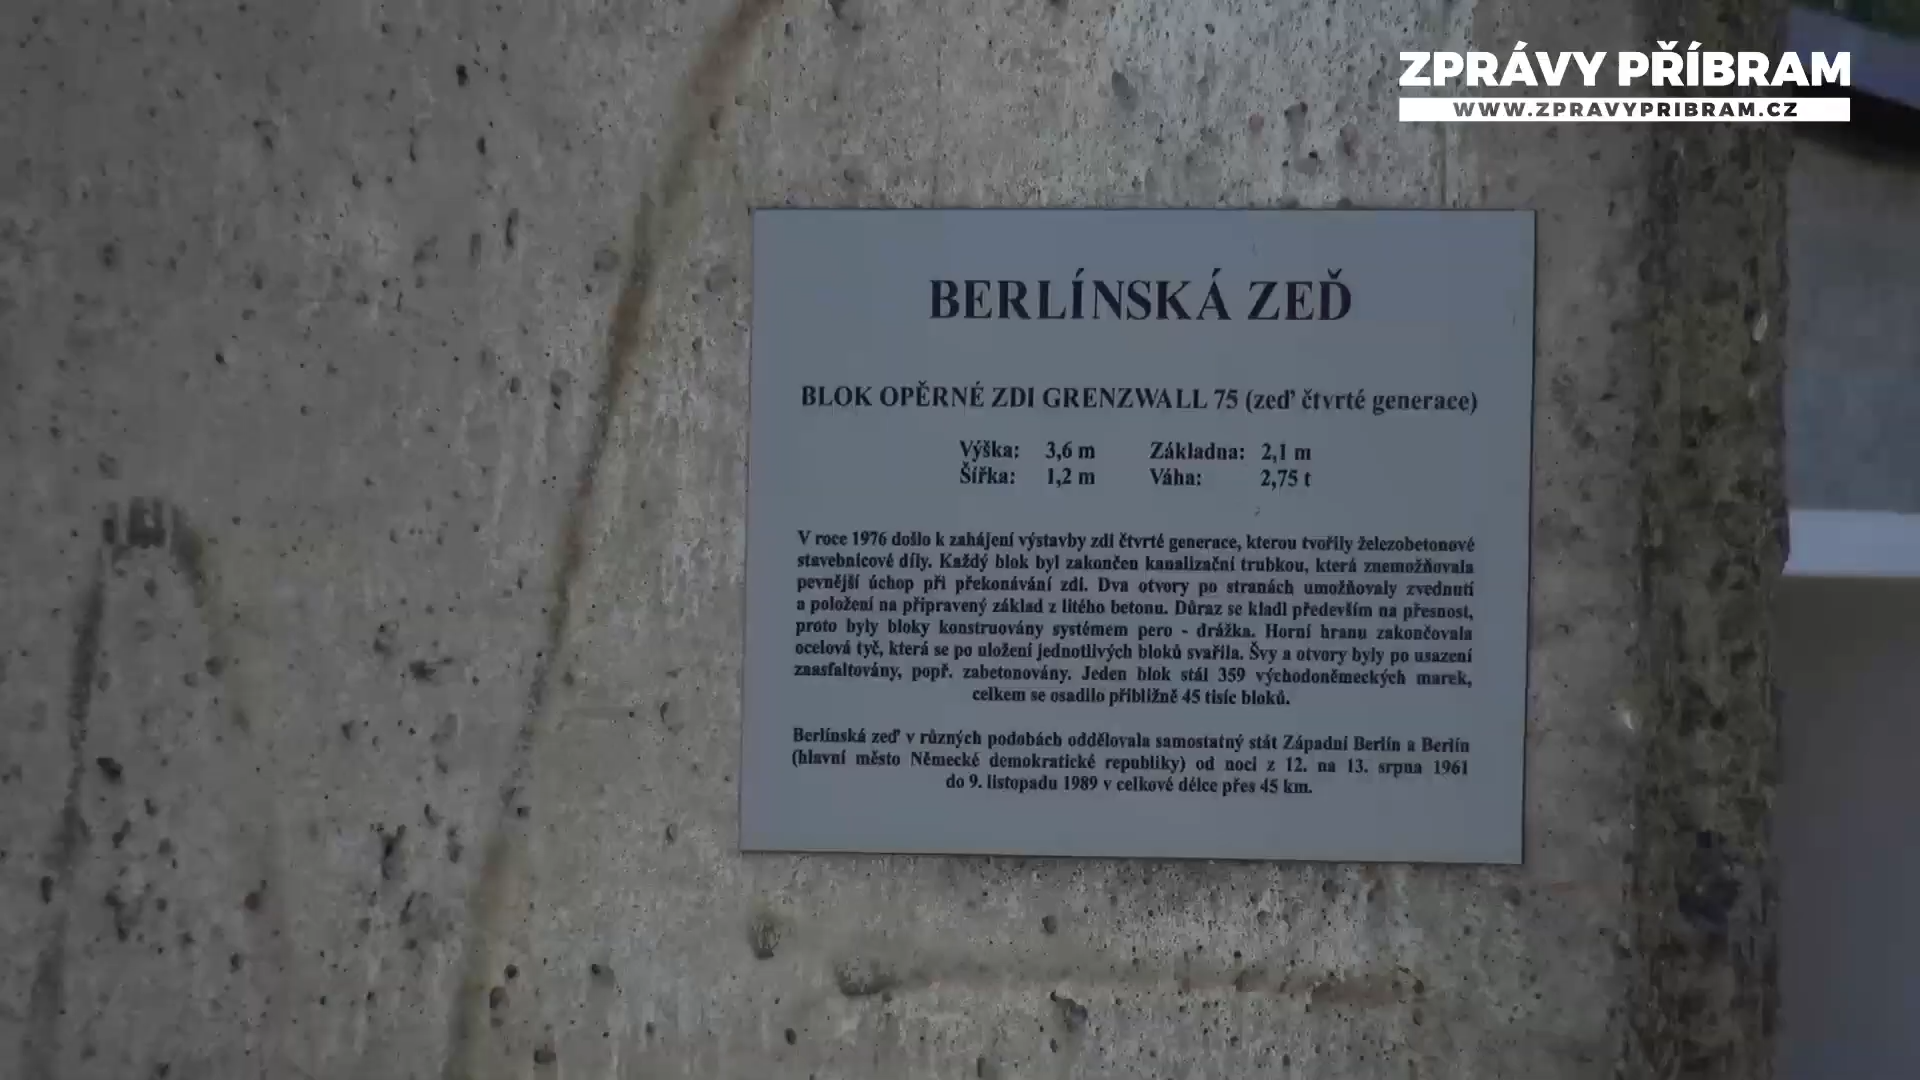 ZPRÁVY PŘÍBRAM
WWW.ZPRAVYPRIBRAM.CZ
BERLÍNSKÁ ZEĎ
BLOK OPĚRNÉ ZDI GRENZWALL 75 (zeď čtvrté generace)
Výška: 3,6 m Základna: 2,1 m
Šířka: 1,2 m Váha: 2,75 t
V roce 1976 došlo k zahájení výstavby zdi čtvrté generace, kterou tvořily železobetonové
stavebnicové díly. Každý blok byl zakončen kanalizační trubkou, která znemožňovala
pevnější úchop při překonávání zdi. Dva otvory po stranách umožňovaly zvednutí
a položení na připravený základ z litého betonu. Důraz se kladl především na přesnost,
proto byly bloky konstruovány systémem pero - drážka. Horní hranu zakončovala
ocelová tyč, která se po uložení jednotlivých bloků svařila. Švy a otvory byly po usazení
zaasfaltovány, popř. zabetonovány. Jeden blok stál 359 východoněmeckých marek,
celkem se osadilo přibližně 45 tisíc bloků.
Berlínská zeď v různých podobách oddělovala samostatný stát Západní Berlín a Berlín
(hlavní město Německé demokratické republiky) od noci z 12. na 13. srpna 1961
do 9. listopadu 1989 v celkové délce přes 45 km.